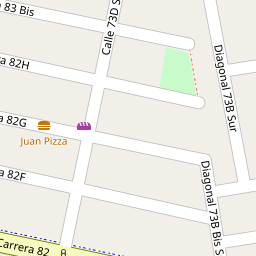 a 83 Bis
Calle 73D S
a 82H
Diagonal 73B Sur
a 82G
Juan Pizza
a 82F
Diagonal 73B Bis S
Carrera 82